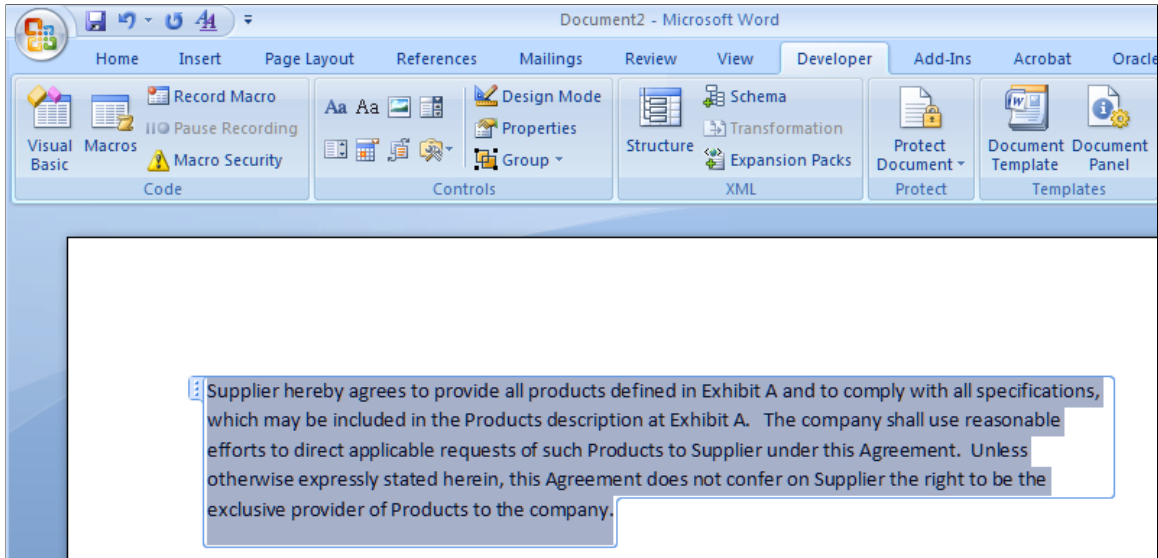 Document2 - Microsoft Word
Home Insert Page Layout References Mailings Review View Developer Add-Ins Acrobat Oracle
Visual Basic
Macros
Record Macro
Pause Recording
Macro Security
Code
Aa Aa
Design Mode
Properties
Group
Controls
Structure
Schema
Transformation
Expansion Packs
XML
Protect
Document
Protect
Document
Template
Document
Panel
Templates
Supplier hereby agrees to provide all products defined in Exhibit A and to comply with all specifications,
which may be included in the Products description at Exhibit A. The company shall use reasonable
efforts to direct applicable requests of such Products to Supplier under this Agreement. Unless
otherwise expressly stated herein, this Agreement does not confer on Supplier the right to be the
exclusive provider of Products to the company.